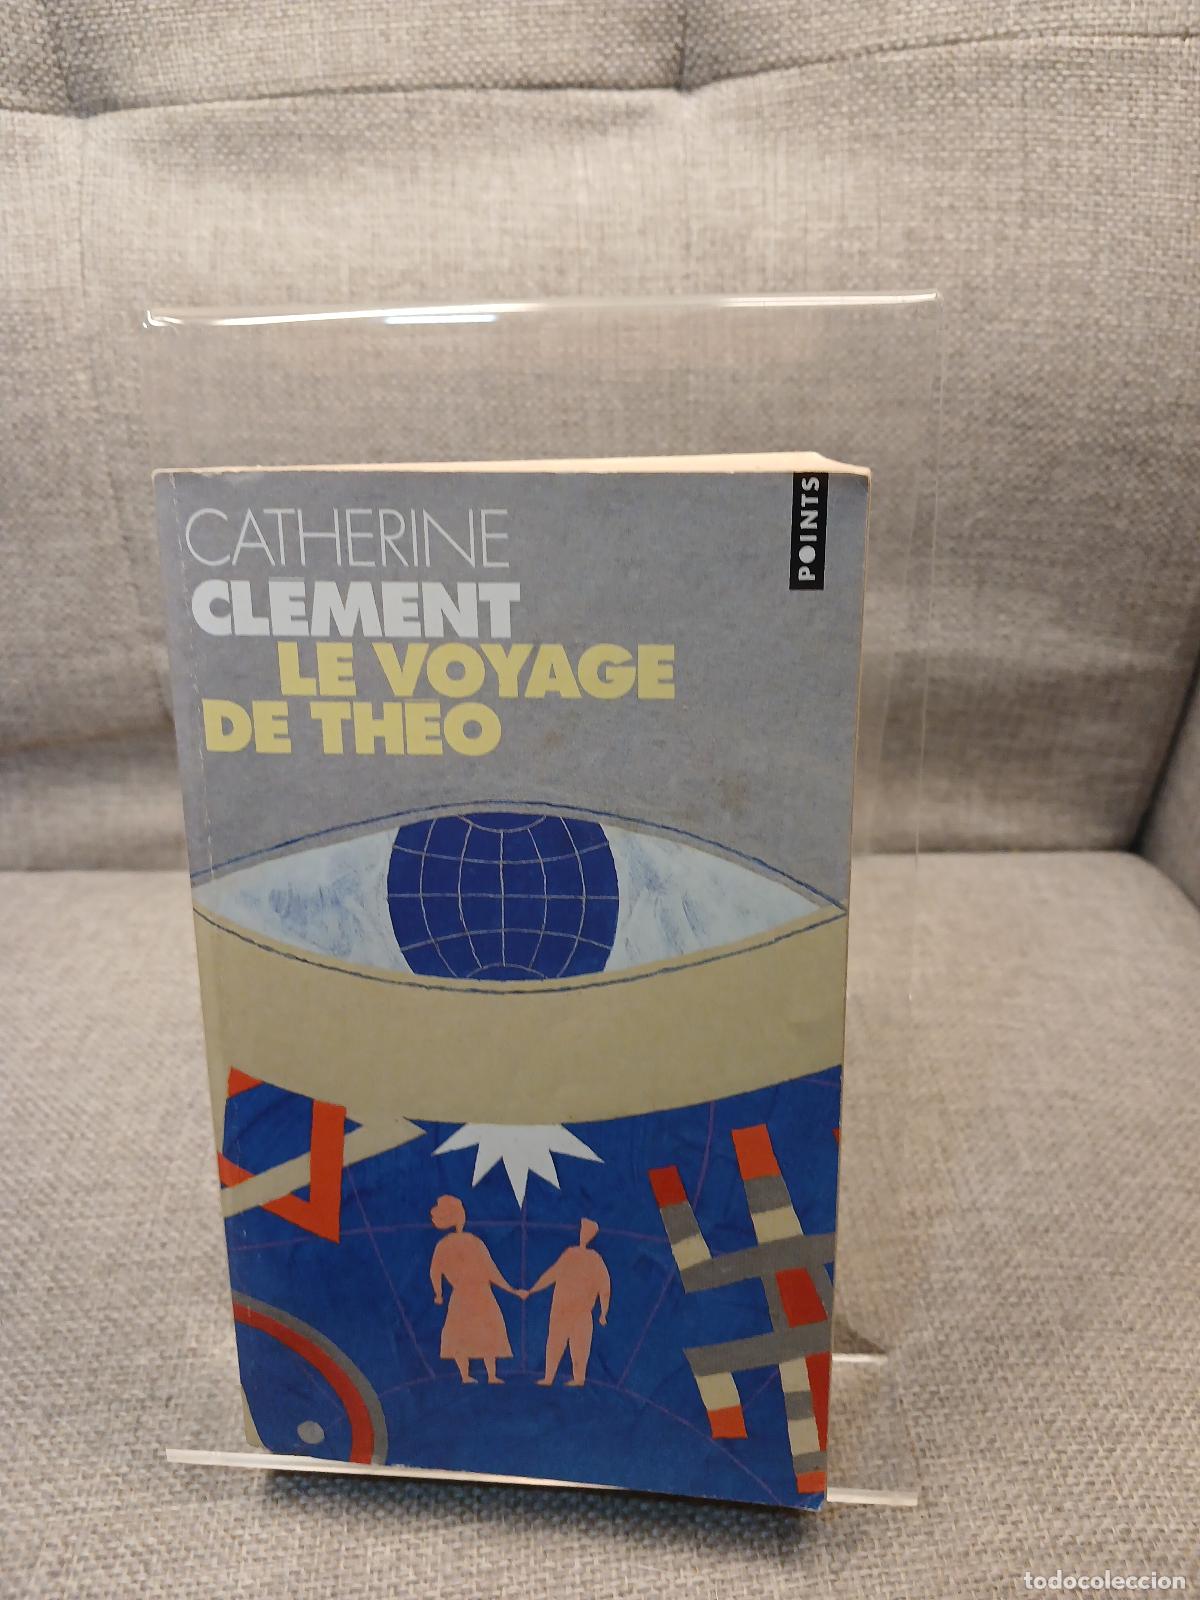 CATHERINE
CLEMENT
LE VOYAGE
DE THEO
POINTS
todocoleccion